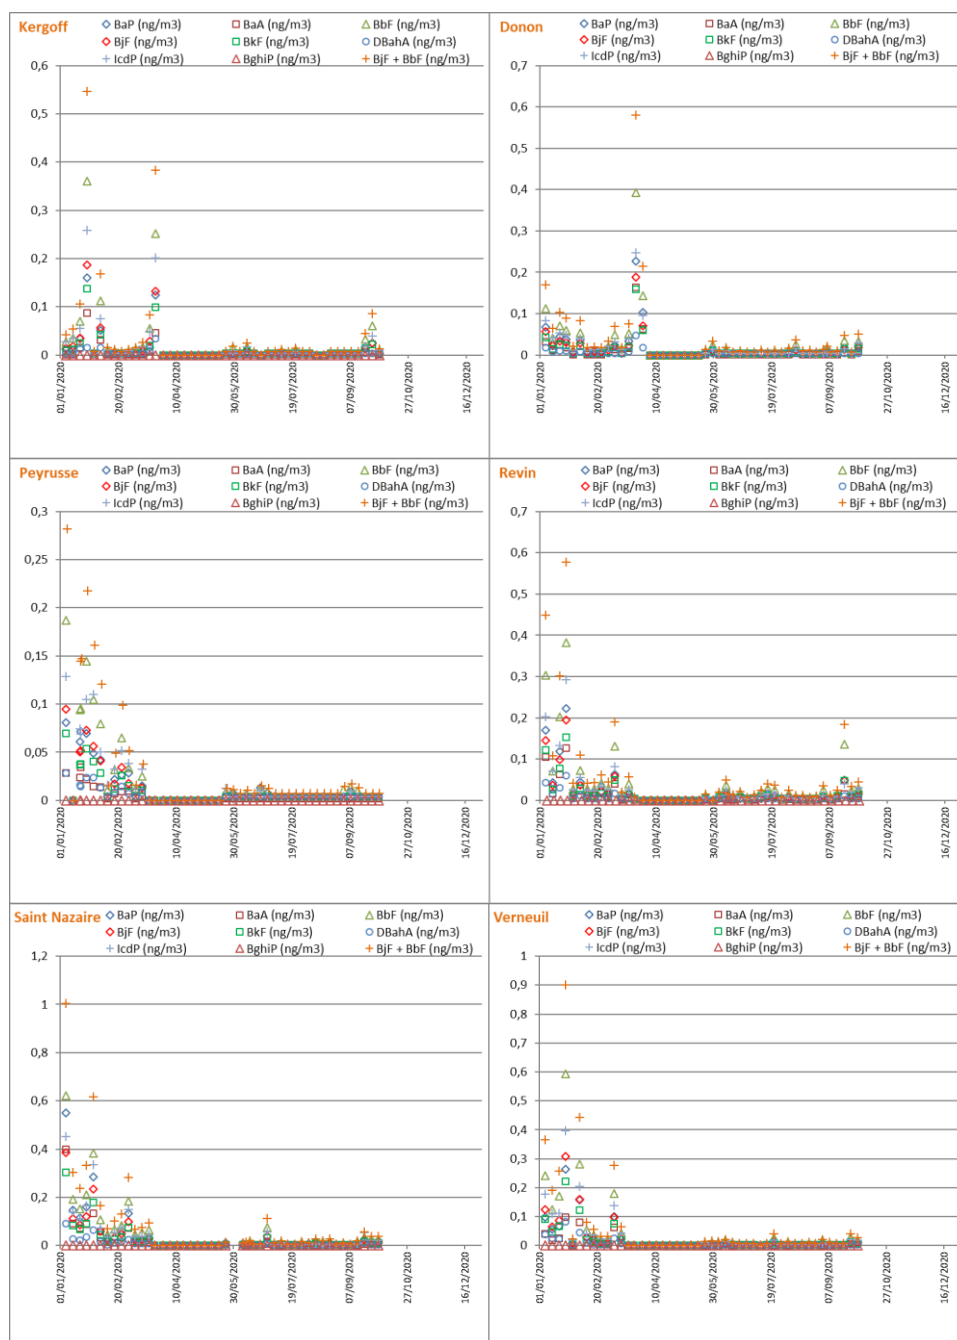 Kergoff
BaP (ng/m3) BaA (ng/m3) BbF (ng/m3)
BjF (ng/m3) BkF (ng/m3) DBahA (ng/m3)
IcdP (ng/m3) BghiP (ng/m3) BjF + BbF (ng/m3)
0,6
0,5
0,4
0,3
0,2
0,1
0
01/01/2020 20/02/2020 10/04/2020 30/05/2020 19/07/2020 07/09/2020 27/10/2020 16/12/2020
Donon
BaP (ng/m3) BaA (ng/m3) BbF (ng/m3)
BjF (ng/m3) BkF (ng/m3) DBahA (ng/m3)
IcdP (ng/m3) BghiP (ng/m3) BjF + BbF (ng/m3)
0,7
0,6
0,5
0,4
0,3
0,2
0,1
0
01/01/2020 20/02/2020 10/04/2020 30/05/2020 19/07/2020 07/09/2020 27/10/2020 16/12/2020
Peyrusse
BaP (ng/m3) BaA (ng/m3) BbF (ng/m3)
BjF (ng/m3) BkF (ng/m3) DBahA (ng/m3)
IcdP (ng/m3) BghiP (ng/m3) BjF + BbF (ng/m3)
0,3
0,25
0,2
0,15
0,1
0,05
0
01/01/2020 20/02/2020 10/04/2020 30/05/2020 19/07/2020 07/09/2020 27/10/2020 16/12/2020
Revin
BaP (ng/m3) BaA (ng/m3) BbF (ng/m3)
BjF (ng/m3) BkF (ng/m3) DBahA (ng/m3)
IcdP (ng/m3) BghiP (ng/m3) BjF + BbF (ng/m3)
0,7
0,6
0,5
0,4
0,3
0,2
0,1
0
01/01/2020 20/02/2020 10/04/2020 30/05/2020 19/07/2020 07/09/2020 27/10/2020 16/12/2020
Saint Nazaire
BaP (ng/m3) BaA (ng/m3) BbF (ng/m3)
BjF (ng/m3) BkF (ng/m3) DBahA (ng/m3)
IcdP (ng/m3) BghiP (ng/m3) BjF + BbF (ng/m3)
1,2
1
0,8
0,6
0,4
0,2
0
01/01/2020 20/02/2020 10/04/2020 30/05/2020 19/07/2020 07/09/2020 27/10/2020 16/12/2020
Verneuil
BaP (ng/m3) BaA (ng/m3) BbF (ng/m3)
BjF (ng/m3) BkF (ng/m3) DBahA (ng/m3)
IcdP (ng/m3) BghiP (ng/m3) BjF + BbF (ng/m3)
1
0,9
0,8
0,7
0,6
0,5
0,4
0,3
0,2
0,1
0
01/01/2020 20/02/2020 10/04/2020 30/05/2020 19/07/2020 07/09/2020 27/10/2020 16/12/2020